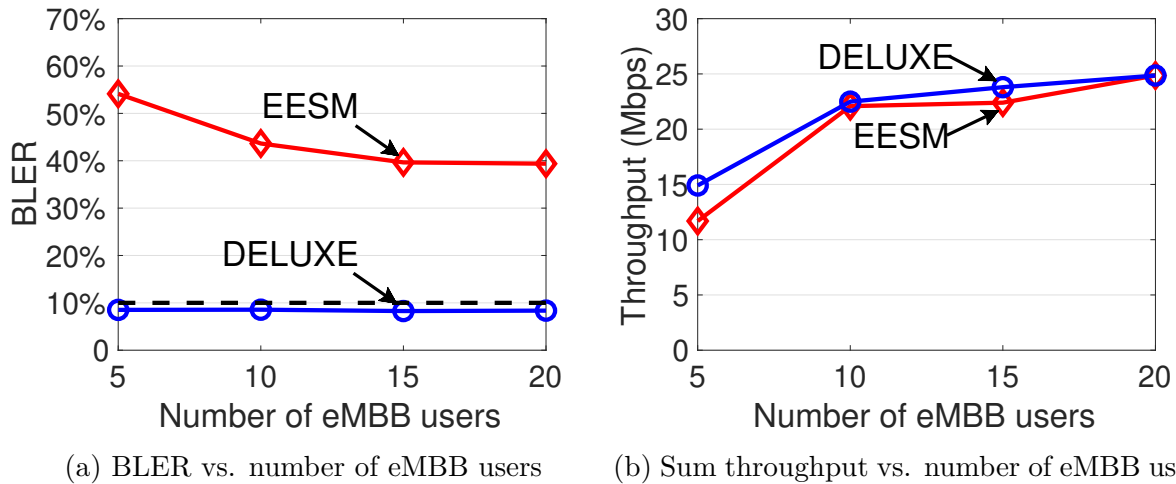 70%
60%
50%
40%
30%
20%
10%
0
BLER
EESM
DELUXE
5 10 15 20
Number of eMBB users
(a) BLER vs. number of eMBB users
30
25
20
15
10
5
0
Throughput (Mbps)
DELUXE
EESM
5 10 15 20
Number of eMBB users
(b) Sum throughput vs. number of eMBB us